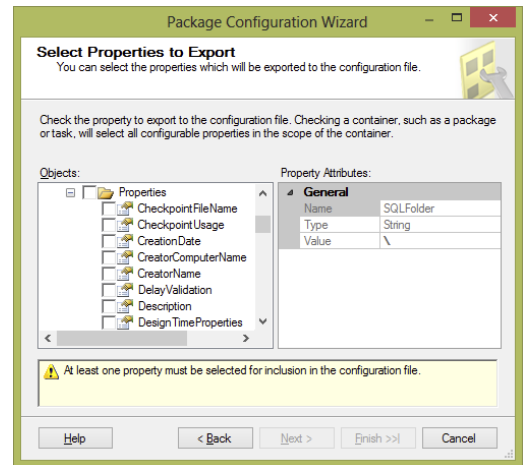 Package Configuration Wizard
Select Properties to Export
You can select the properties which will be exported to the configuration file.
Check the property to export to the configuration file. Checking a container, such as a package
or task, will select all configurable properties in the scope of the container.
Objects:
Properties
CheckpointFileName
CheckpointUsage
CreationDate
CreatorComputerName
CreatorName
DelayValidation
Description
DesignTimeProperties
Property Attributes:
General
Name SQLFolder
Type String
Value \
At least one property must be selected for inclusion in the configuration file.
Help < Back Next > Finish >>| Cancel